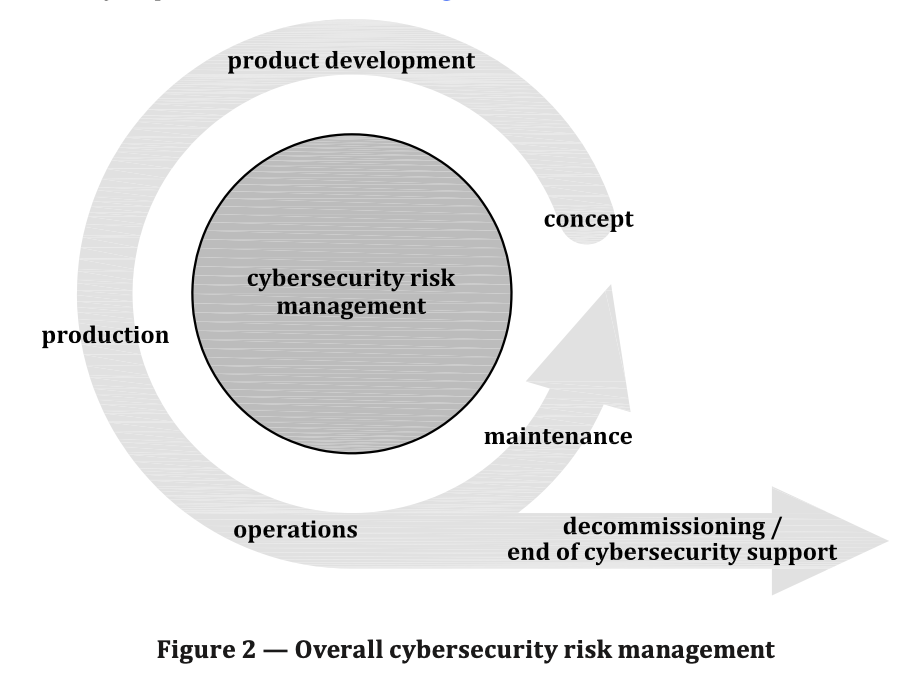 product development
concept
cybersecurity risk
management
production
maintenance
operations
decommissioning /
end of cybersecurity support
Figure 2 — Overall cybersecurity risk management